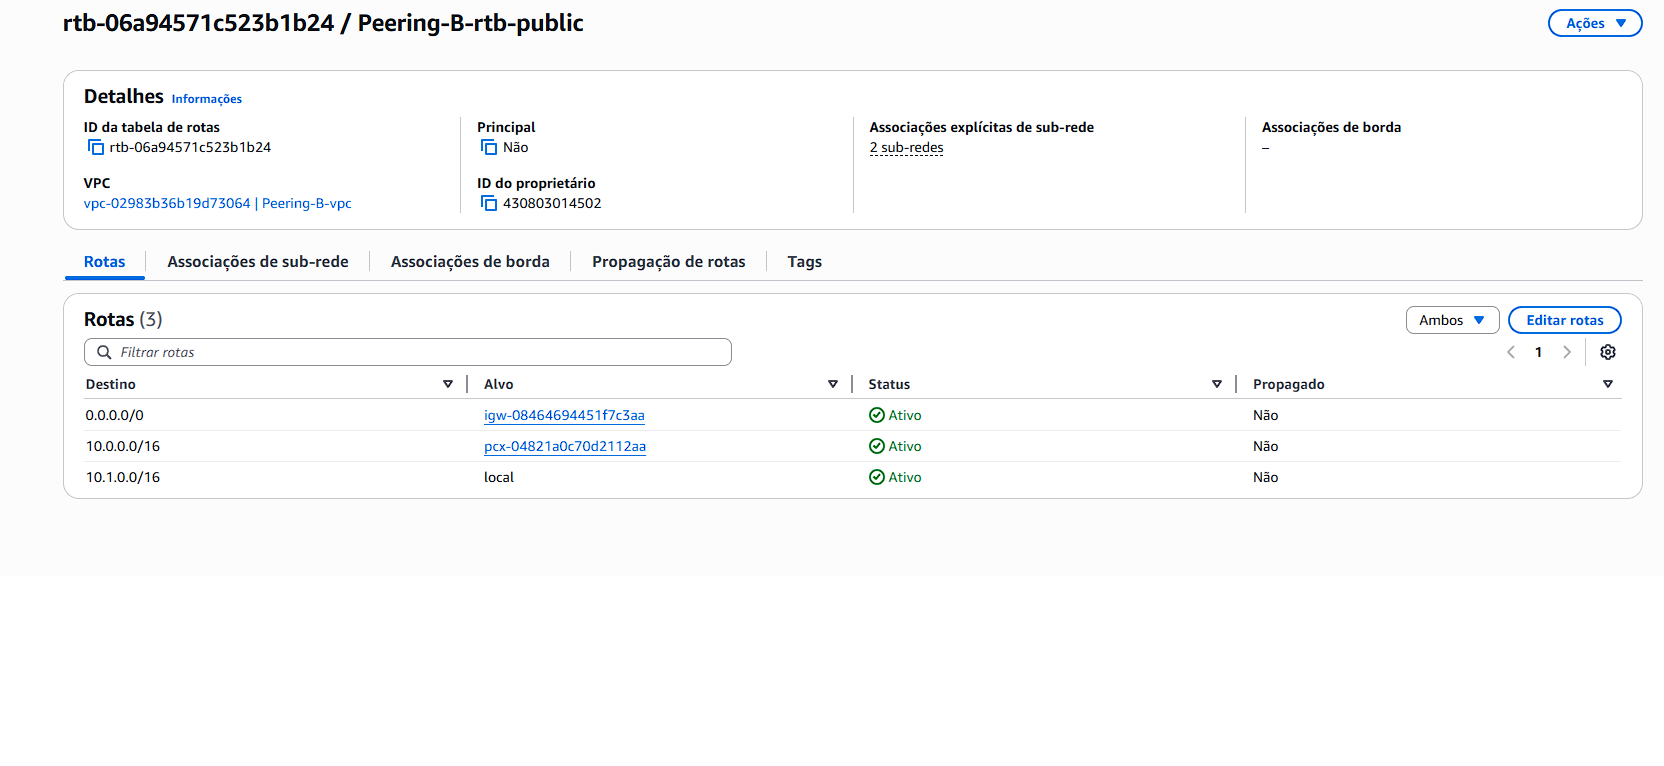 rtb-06a94571c523b1b24 / Peering-B-rtb-public
Ações
Detalhes Informações
ID da tabela de rotas
rtb-06a94571c523b1b24
Principal
Não
Associações explícitas de sub-rede
2 sub-redes
Associações de borda
–
VPC
vpc-02983b36b19d73064 | Peering-B-vpc
ID do proprietário
430803014502
Rotas Associações de sub-rede Associações de borda Propagação de rotas Tags
Rotas (3)
Ambos Editar rotas
Filtrar rotas
1
Destino Alvo Status Propagado
0.0.0.0/0 igw-08464694451f7c3aa Ativo Não
10.0.0.0/16 pcx-04821a0c70d2112aa Ativo Não
10.1.0.0/16 local Ativo Não